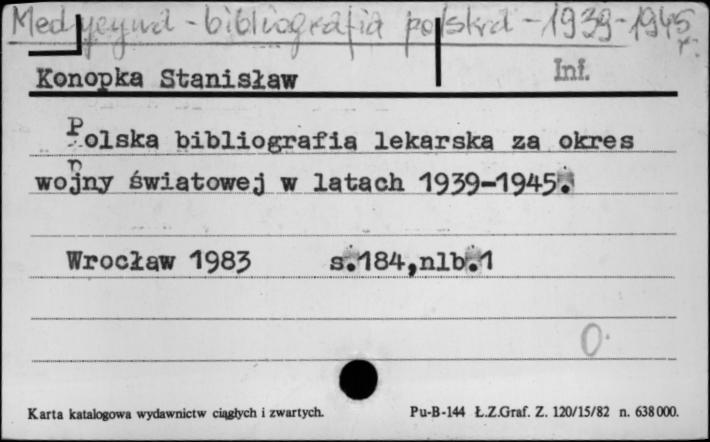 Medycyna - bibliografia polska - 1939-1945 r.
Konopka Stanisław
Inf.
Polska bibliografia lekarska za okres
wojny światowej w latach 1939-1945.
Wrocław 1983 s.184,nlb.1
0.
Karta katalogowa wydawnictw ciągłych i zwartych.
Pu-B-144 Ł.Z.Graf. Z. 120/15/82 n. 638000.